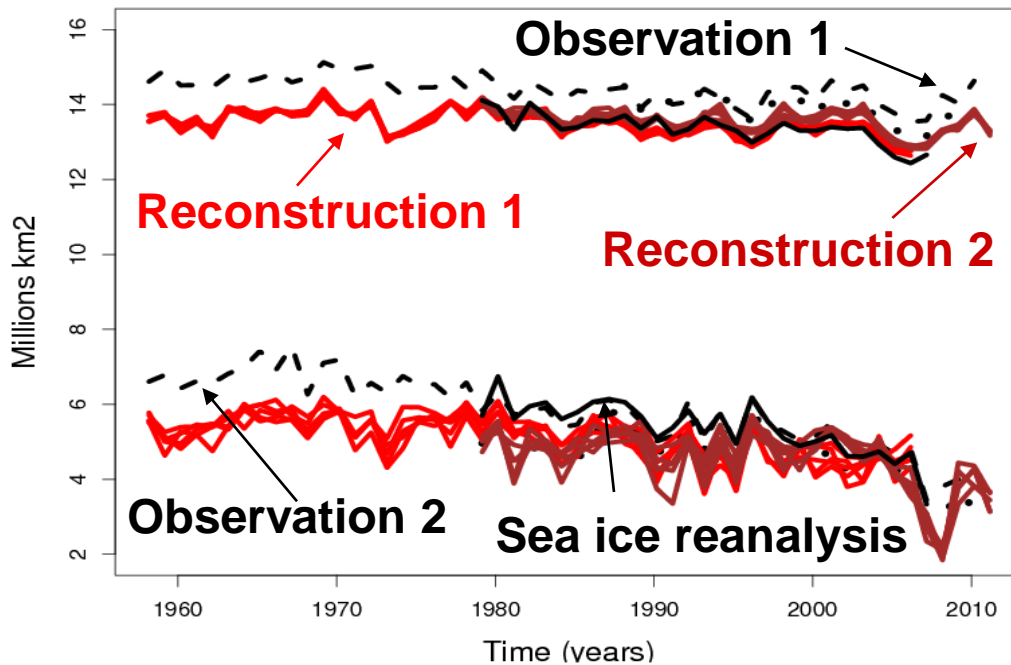 Observation 1
Reconstruction 1
Reconstruction 2
Observation 2
Sea ice reanalysis
Millions km2
16
14
12
10
8
6
4
2
1960
1970
1980
1990
2000
2010
Time (years)